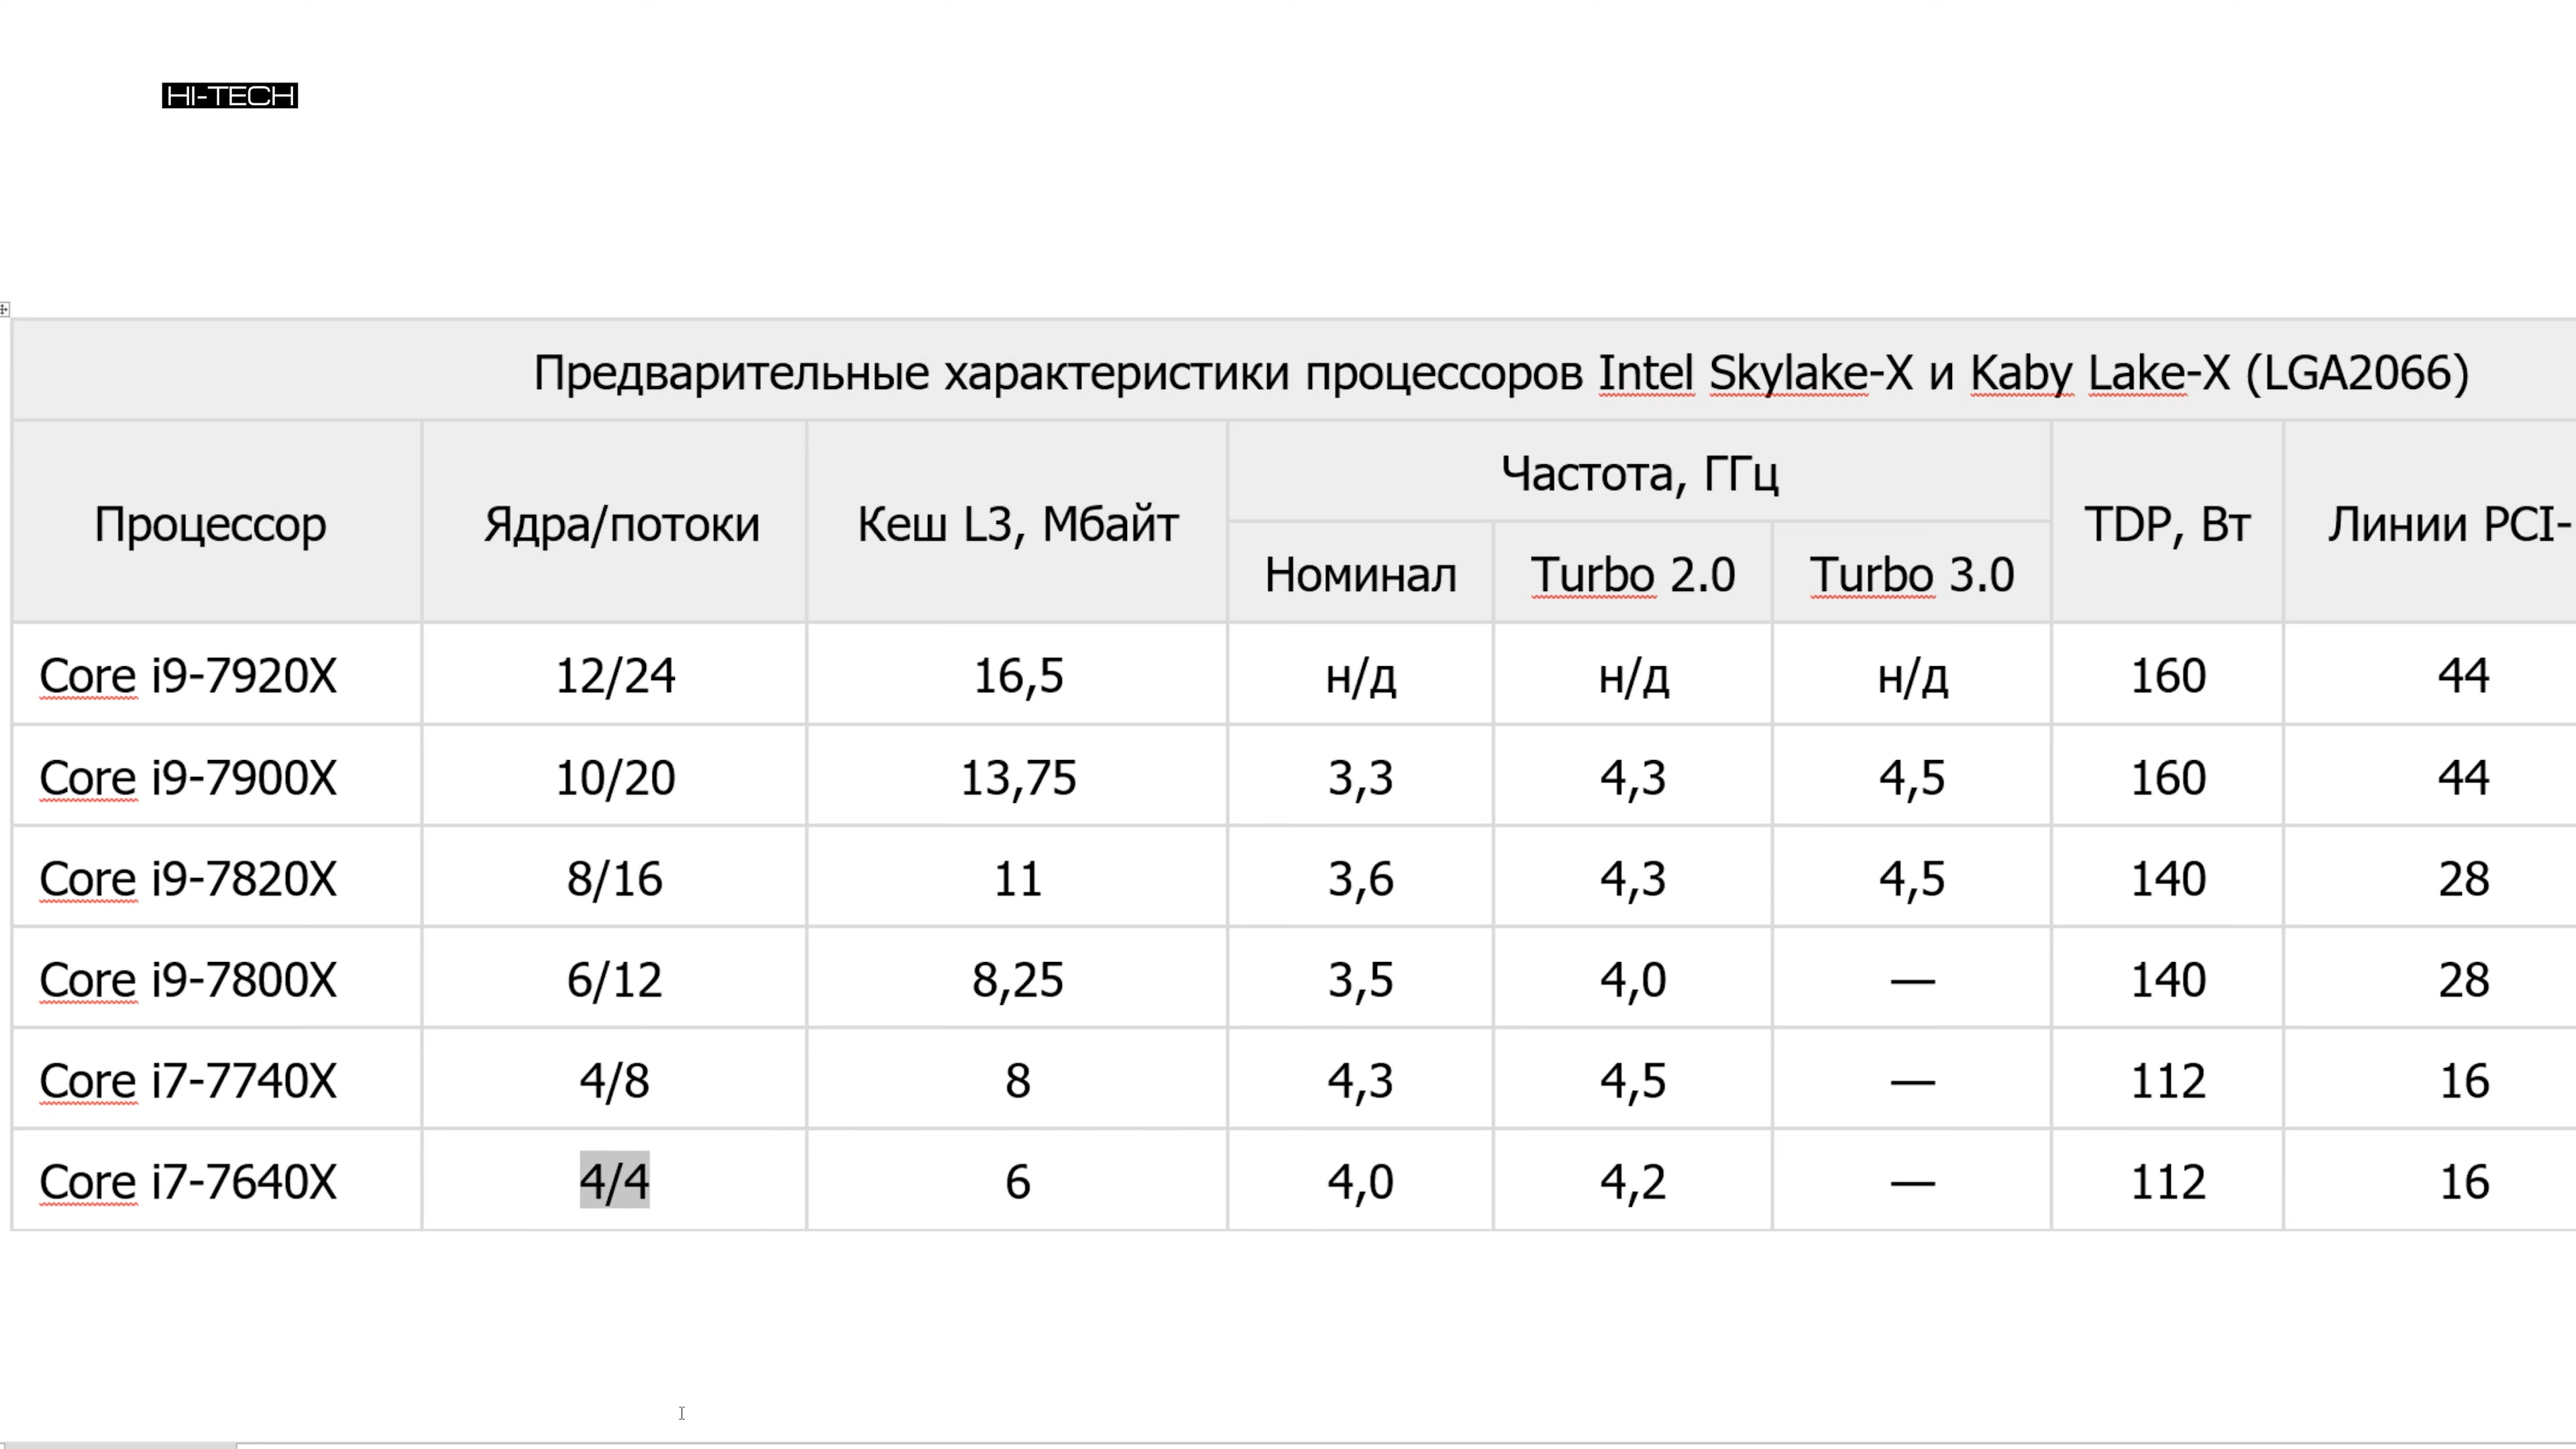 HI-TECH
Предварительные характеристики процессоров Intel Skylake-X и Kaby Lake-X (LGA2066)
Процессор Ядра/потоки Кеш L3, Мбайт Частота, ГГц TDP, Вт Линии PCI-
Номинал Turbo 2.0 Turbo 3.0
Core i9-7920X 12/24 16,5 н/д н/д н/д 160 44
Core i9-7900X 10/20 13,75 3,3 4,3 4,5 160 44
Core i9-7820X 8/16 11 3,6 4,3 4,5 140 28
Core i9-7800X 6/12 8,25 3,5 4,0 — 140 28
Core i7-7740X 4/8 8 4,3 4,5 — 112 16
Core i7-7640X 4/4 6 4,0 4,2 — 112 16